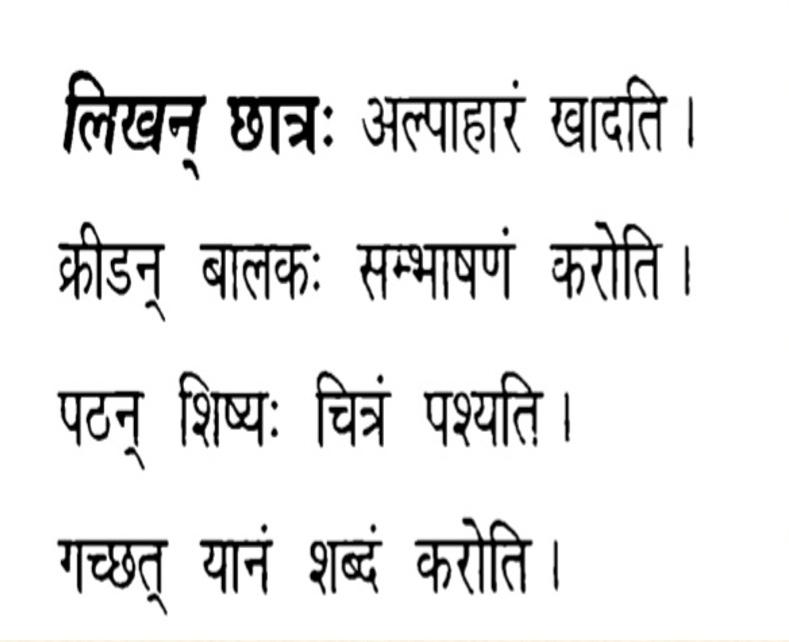 लिखन् छात्रः अल्पाहारं खादति ।
क्रीडन् बालकः सम्भाषणं करोति ।
पठन् शिष्यः चित्रं पश्यति ।
गच्छत् यानं शब्दं करोति ।